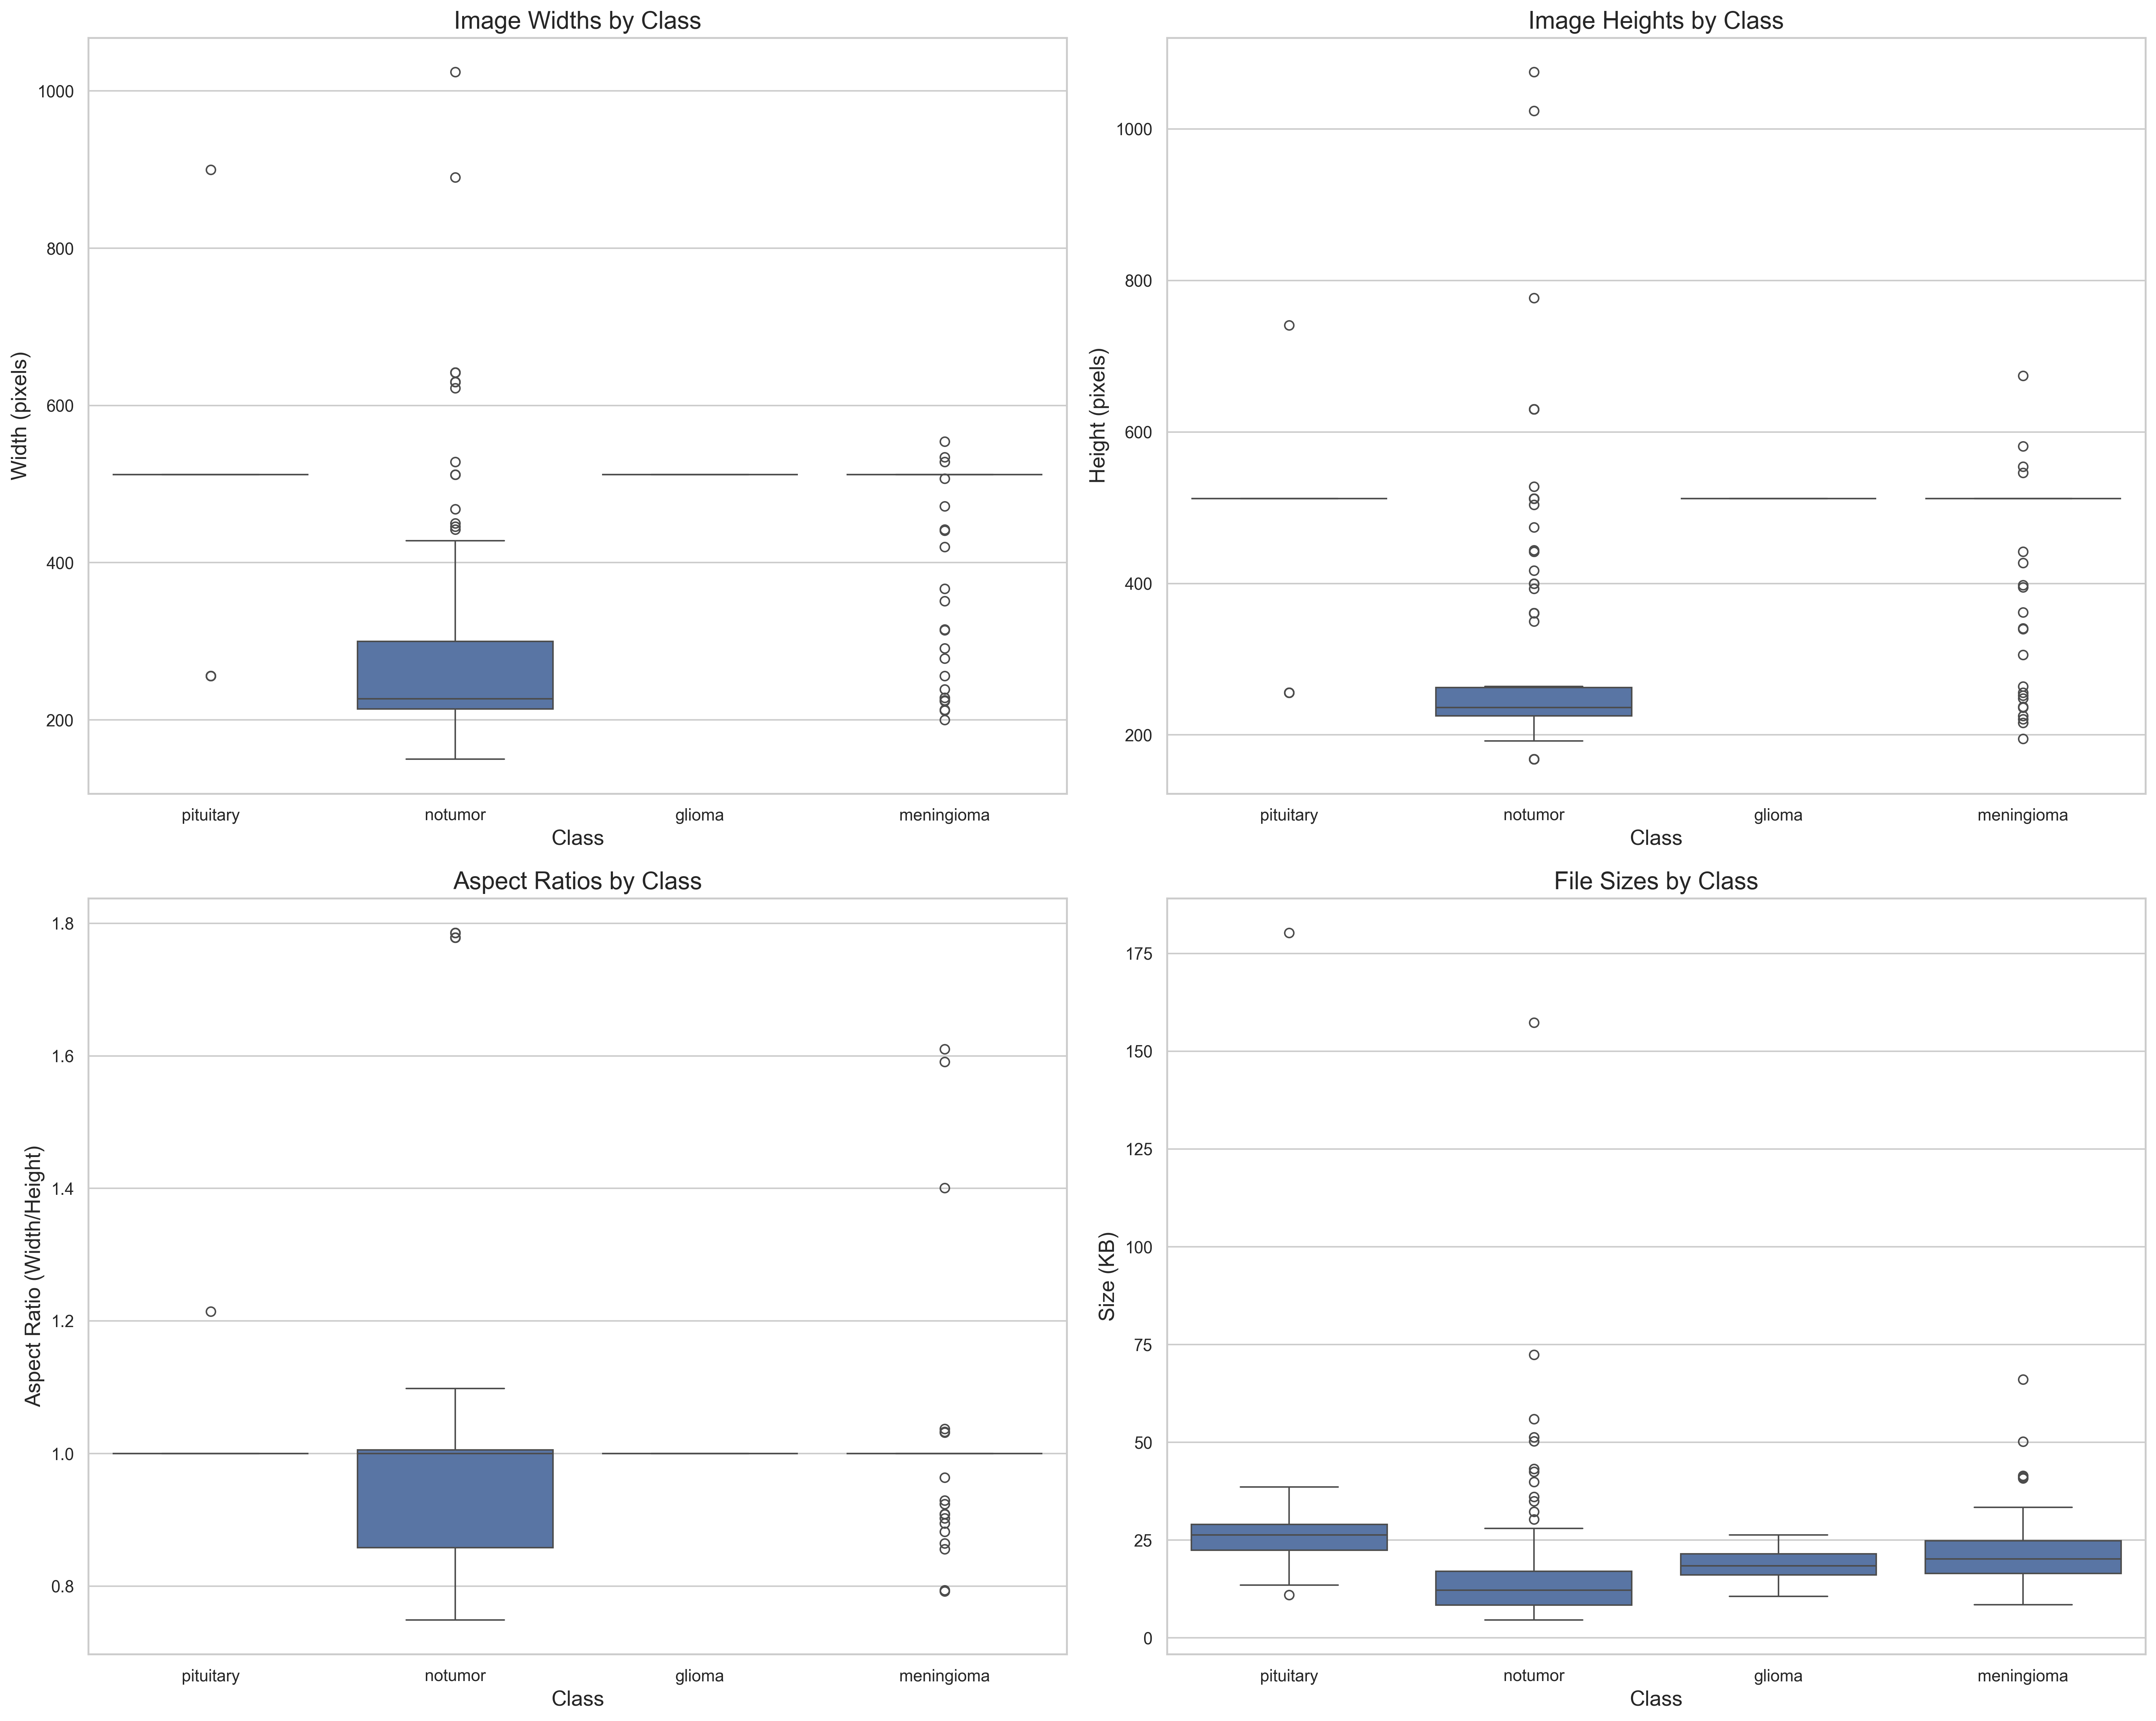 Image Widths by Class
Width (pixels)
1000
800
600
400
200
pituitary notumor glioma meningioma
Class
Image Heights by Class
Height (pixels)
1000
800
600
400
200
pituitary notumor glioma meningioma
Class
Aspect Ratios by Class
Aspect Ratio (Width/Height)
1.8
1.6
1.4
1.2
1.0
0.8
pituitary notumor glioma meningioma
Class
File Sizes by Class
Size (KB)
175
150
125
100
75
50
25
0
pituitary notumor glioma meningioma
Class